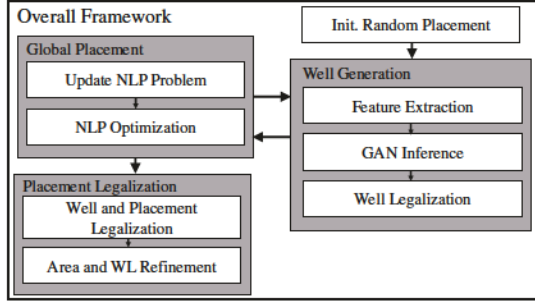 Overall Framework
Init. Random Placement
Global Placement
Update NLP Problem
NLP Optimization
Well Generation
Feature Extraction
GAN Inference
Well Legalization
Placement Legalization
Well and Placement
Legalization
Area and WL Refinement